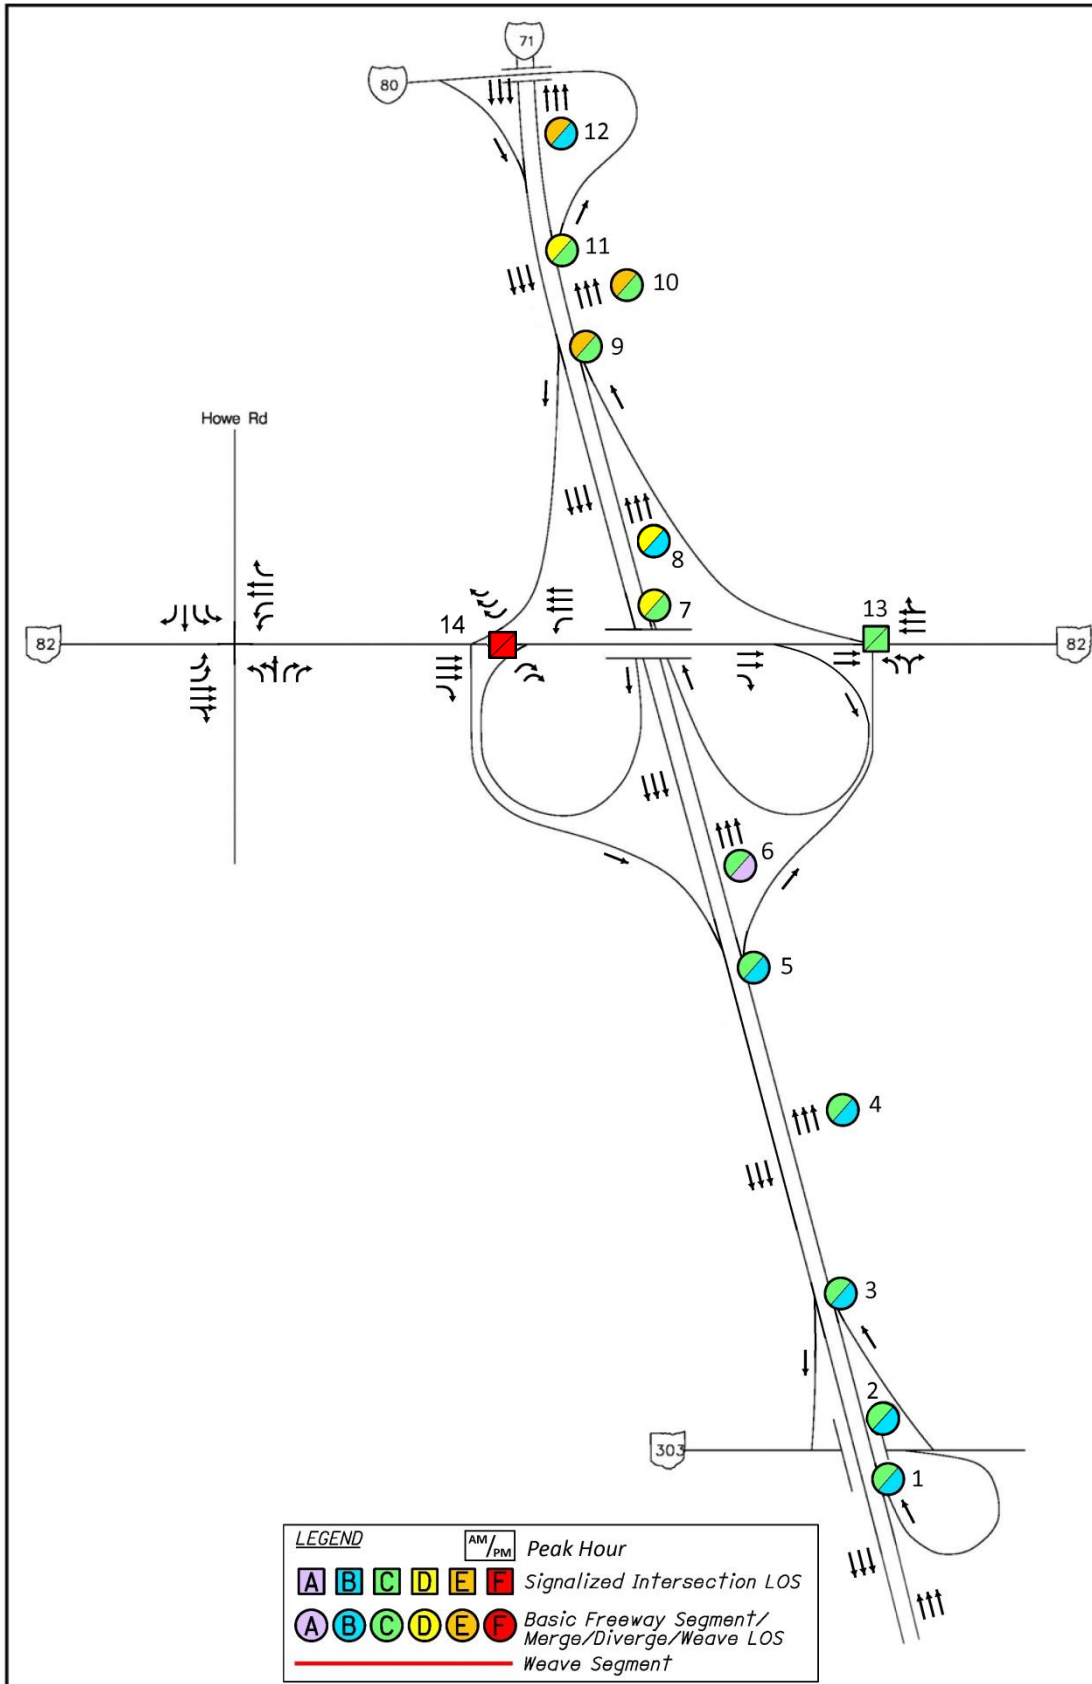 71
80
12
11
10
9
Howe Rd
8
7
13
14
82
82
6
5
4
3
2
303
1
LEGEND
AM/PM Peak Hour
A B C D E F Signalized Intersection LOS
A B C D E F Basic Freeway Segment/
Merge/Diverge/Weave LOS
Weave Segment